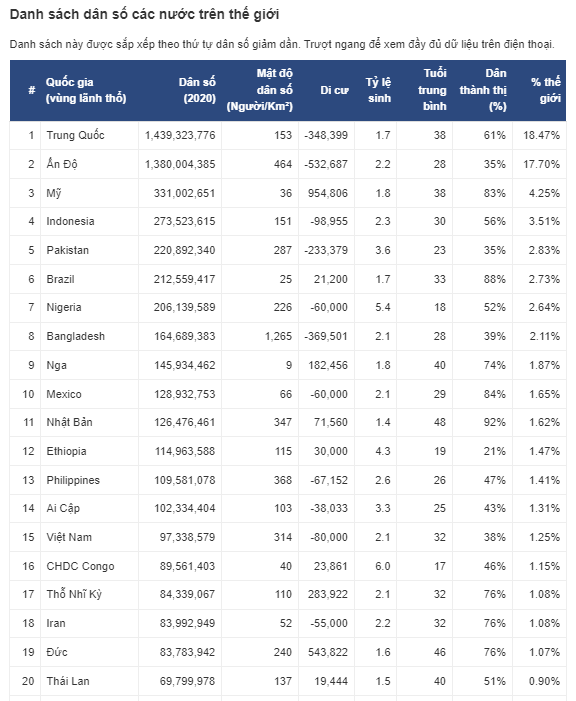 Danh sách dân số các nước trên thế giới
Danh sách này được sắp xếp theo thứ tự dân số giảm dần. Trượt ngang để xem đầy đủ dữ liệu trên điện thoại.
# Quốc gia (vùng lãnh thổ) Dân số (2020) Mật độ dân số (Người/Km²) Di cư Tỷ lệ sinh Tuổi trung bình Dân thành thị (%) % thế giới
1 Trung Quốc 1,439,323,776 153 -348,399 1.7 38 61% 18.47%
2 Ấn Độ 1,380,004,385 464 -532,687 2.2 28 35% 17.70%
3 Mỹ 331,002,651 36 954,806 1.8 38 83% 4.25%
4 Indonesia 273,523,615 151 -98,955 2.3 30 56% 3.51%
5 Pakistan 220,892,340 287 -233,379 3.6 23 35% 2.83%
6 Brazil 212,559,417 25 21,200 1.7 33 88% 2.73%
7 Nigeria 206,139,589 226 -60,000 5.4 18 52% 2.64%
8 Bangladesh 164,689,383 1,265 -369,501 2.1 28 39% 2.11%
9 Nga 145,934,462 9 182,456 1.8 40 74% 1.87%
10 Mexico 128,932,753 66 -60,000 2.1 29 84% 1.65%
11 Nhật Bản 126,476,461 347 71,560 1.4 48 92% 1.62%
12 Ethiopia 114,963,588 115 30,000 4.3 19 21% 1.47%
13 Philippines 109,581,078 368 -67,152 2.6 26 47% 1.41%
14 Ai Cập 102,334,404 103 -38,033 3.3 25 43% 1.31%
15 Việt Nam 97,338,579 314 -80,000 2.1 32 38% 1.25%
16 CHDC Congo 89,561,403 40 23,861 6.0 17 46% 1.15%
17 Thổ Nhĩ Kỳ 84,339,067 110 283,922 2.1 32 76% 1.08%
18 Iran 83,992,949 52 -55,000 2.2 32 76% 1.08%
19 Đức 83,783,942 240 543,822 1.6 46 76% 1.07%
20 Thái Lan 69,799,978 137 19,444 1.5 40 51% 0.90%